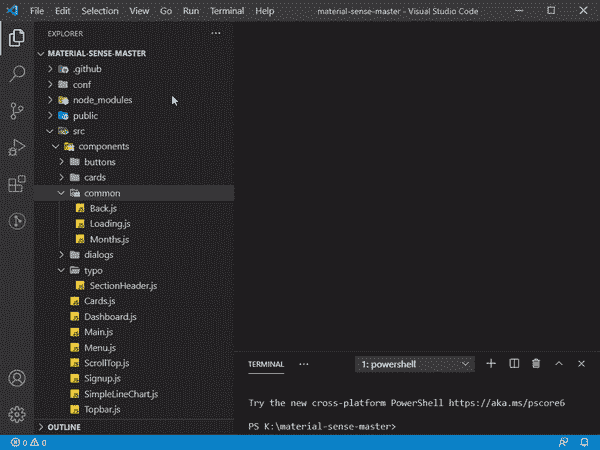 File Edit Selection View Go Run Terminal Help material-sense-master - Visual Studio Code
EXPLORER
MATERIAL-SENSE-MASTER
.github
conf
node_modules
public
src
components
buttons
cards
common
Back.js
Loading.js
Months.js
dialogs
typo
SectionHeader.js
Cards.js
Dashboard.js
Main.js
Menu.js
ScrollTop.js
Signup.js
SimpleLineChart.js
Topbar.js
OUTLINE
TERMINAL 1: powershell
Try the new cross-platform PowerShell https://aka.ms/pscore6
PS K:\material-sense-master>
0 0